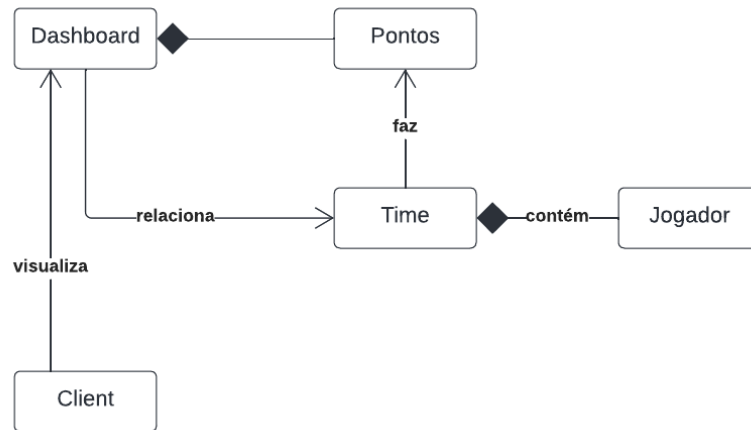 Dashboard
Pontos
faz
relaciona
Time
contém
Jogador
visualiza
Client